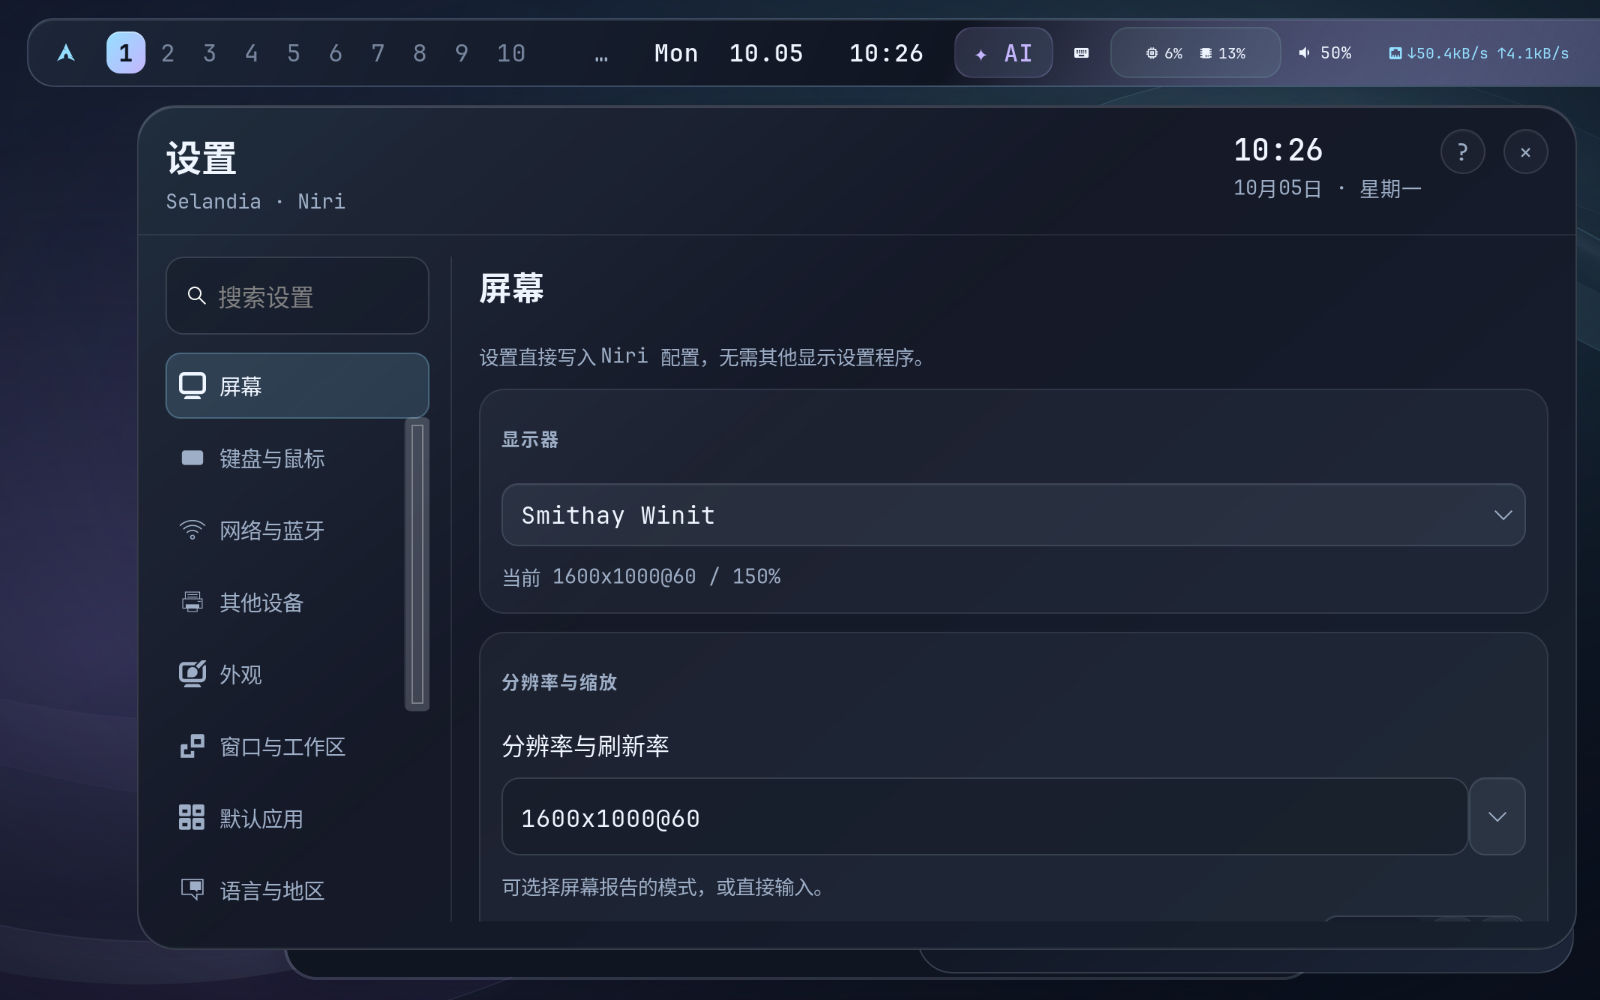 1 2 3 4 5 6 7 8 9 10 … Mon 10.05 10:26 ✦ AI 6% 13% 50% ↓50.4kB/s ↑4.1kB/s
设置
Selandia · Niri
10:26
10月05日 · 星期一
?
×
搜索设置
屏幕
键盘与鼠标
网络与蓝牙
其他设备
外观
窗口与工作区
默认应用
语言与地区
屏幕
设置直接写入 Niri 配置，无需其他显示设置程序。
显示器
Smithay Winit
当前 1600x1000@60 / 150%
分辨率与缩放
分辨率与刷新率
1600x1000@60
可选择屏幕报告的模式，或直接输入。